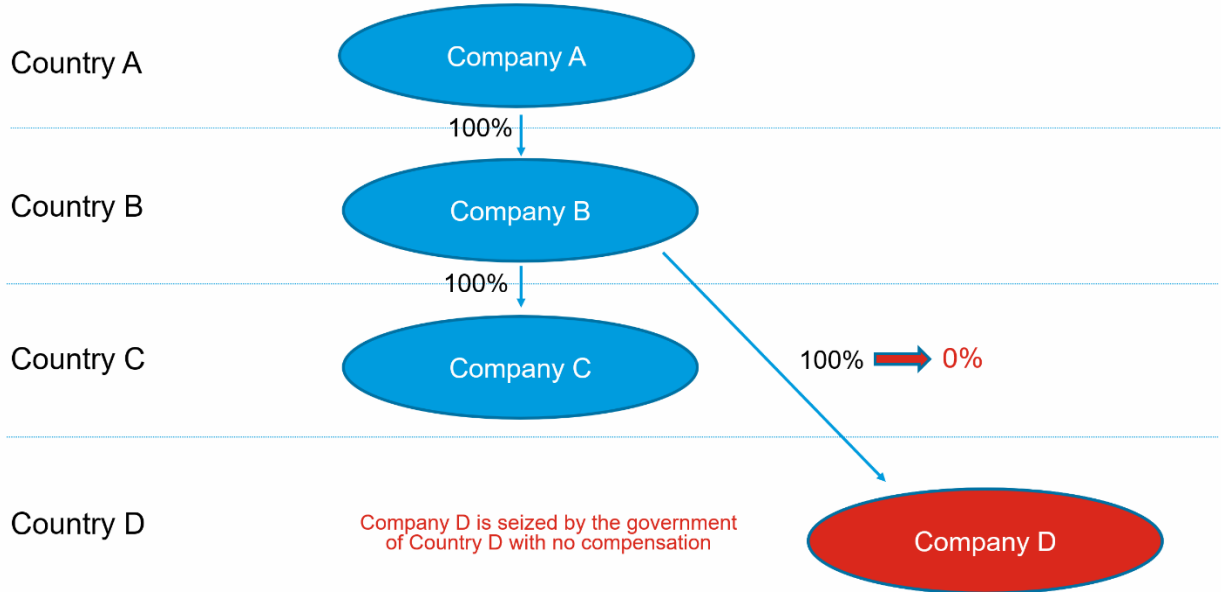 Country A
Company A
100%
Country B
Company B
100%
Country C
Company C
100%
0%
Country D
Company D is seized by the government
of Country D with no compensation
Company D